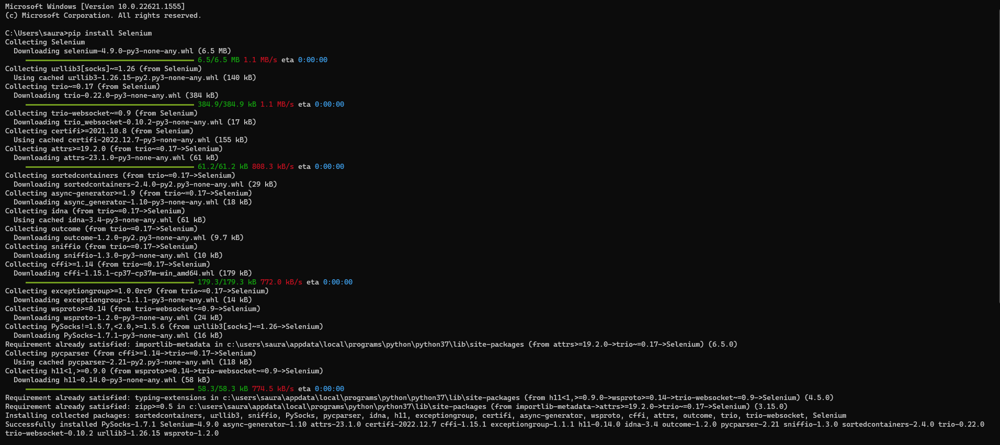 Microsoft Windows [Version 10.0.22621.1555]
(c) Microsoft Corporation. All rights reserved.
C:\Users\saura>pip install Selenium
Collecting Selenium
Downloading selenium-4.9.0-py3-none-any.whl (6.5 MB)
6.5/6.5 MB 1.1 MB/s eta 0:00:00
Collecting urllib3[socks]~=1.26 (from Selenium)
Using cached urllib3-1.26.15-py2.py3-none-any.whl (140 kB)
Collecting trio~=0.17 (from Selenium)
Downloading trio-0.22.0-py3-none-any.whl (384 kB)
384.9/384.9 kB 1.1 MB/s eta 0:00:00
Collecting trio-websocket~=0.9 (from Selenium)
Downloading trio_websocket-0.10.2-py3-none-any.whl (17 kB)
Collecting certifi>=2021.10.8 (from Selenium)
Using cached certifi-2022.12.7-py3-none-any.whl (155 kB)
Collecting attrs>=19.2.0 (from trio~=0.17->Selenium)
Downloading attrs-23.1.0-py3-none-any.whl (61 kB)
61.2/61.2 kB 808.3 kB/s eta 0:00:00
Collecting sortedcontainers (from trio~=0.17->Selenium)
Downloading sortedcontainers-2.4.0-py2.py3-none-any.whl (29 kB)
Collecting async-generator>=1.9 (from trio~=0.17->Selenium)
Downloading async_generator-1.10-py3-none-any.whl (18 kB)
Collecting idna (from trio~=0.17->Selenium)
Using cached idna-3.4-py3-none-any.whl (61 kB)
Collecting outcome (from trio~=0.17->Selenium)
Downloading outcome-1.2.0-py2.py3-none-any.whl (9.7 kB)
Collecting sniffio (from trio~=0.17->Selenium)
Downloading sniffio-1.3.0-py3-none-any.whl (10 kB)
Collecting cffi>=1.14 (from trio~=0.17->Selenium)
Downloading cffi-1.15.1-cp37-cp37m-win_amd64.whl (179 kB)
179.3/179.3 kB 772.0 kB/s eta 0:00:00
Collecting exceptiongroup>=1.0.0rc9 (from trio~=0.17->Selenium)
Downloading exceptiongroup-1.1.1-py3-none-any.whl (14 kB)
Collecting wsproto>=0.14 (from trio-websocket~=0.9->Selenium)
Downloading wsproto-1.2.0-py3-none-any.whl (24 kB)
Collecting PySocks!=1.5.7,<2.0,>=1.5.6 (from urllib3[socks]~=1.26->Selenium)
Downloading PySocks-1.7.1-py3-none-any.whl (16 kB)
Requirement already satisfied: importlib-metadata in c:\users\saura\appdata\local\programs\python\python37\lib\site-packages (from attrs>=19.2.0->trio~=0.17->Selenium) (6.5.0)
Collecting pycparser (from cffi>=1.14->trio~=0.17->Selenium)
Using cached pycparser-2.21-py2.py3-none-any.whl (118 kB)
Collecting h11<1,>=0.9.0 (from wsproto>=0.14->trio-websocket~=0.9->Selenium)
Downloading h11-0.14.0-py3-none-any.whl (58 kB)
58.3/58.3 kB 774.5 kB/s eta 0:00:00
Requirement already satisfied: typing-extensions in c:\users\saura\appdata\local\programs\python\python37\lib\site-packages (from h11<1,>=0.9.0->wsproto>=0.14->trio-websocket~=0.9->Selenium) (4.5.0)
Requirement already satisfied: zipp>=0.5 in c:\users\saura\appdata\local\programs\python\python37\lib\site-packages (from importlib-metadata->attrs>=19.2.0->trio~=0.17->Selenium) (3.15.0)
Installing collected packages: sortedcontainers, urllib3, sniffio, PySocks, pycparser, idna, h11, exceptiongroup, certifi, async-generator, wsproto, cffi, attrs, outcome, trio, trio-websocket, Selenium
Successfully installed PySocks-1.7.1 Selenium-4.9.0 async-generator-1.10 attrs-23.1.0 certifi-2022.12.7 cffi-1.15.1 exceptiongroup-1.1.1 h11-0.14.0 idna-3.4 outcome-1.2.0 pycparser-2.21 sniffio-1.3.0 sortedcontainers-2.4.0 trio-0.22.0
trio-websocket-0.10.2 urllib3-1.26.15 wsproto-1.2.0